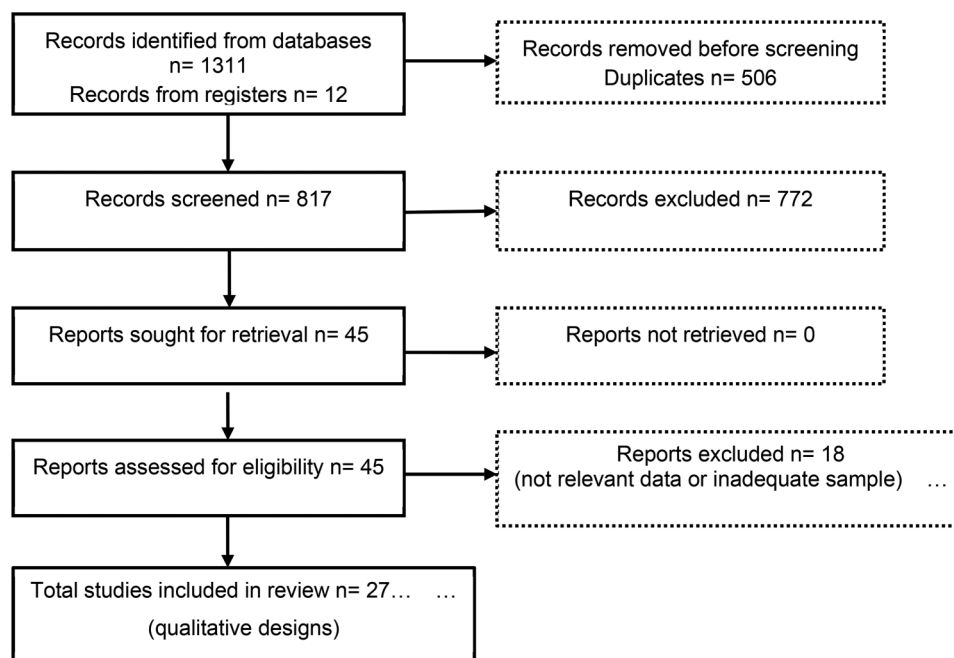 Records identified from databases
n= 1311
Records from registers n= 12
Records removed before screening
Duplicates n= 506
Records screened n= 817
Records excluded n= 772
Reports sought for retrieval n= 45
Reports not retrieved n= 0
Reports assessed for eligibility n= 45
Reports excluded n= 18
(not relevant data or inadequate sample) …
Total studies included in review n= 27… …
(qualitative designs)